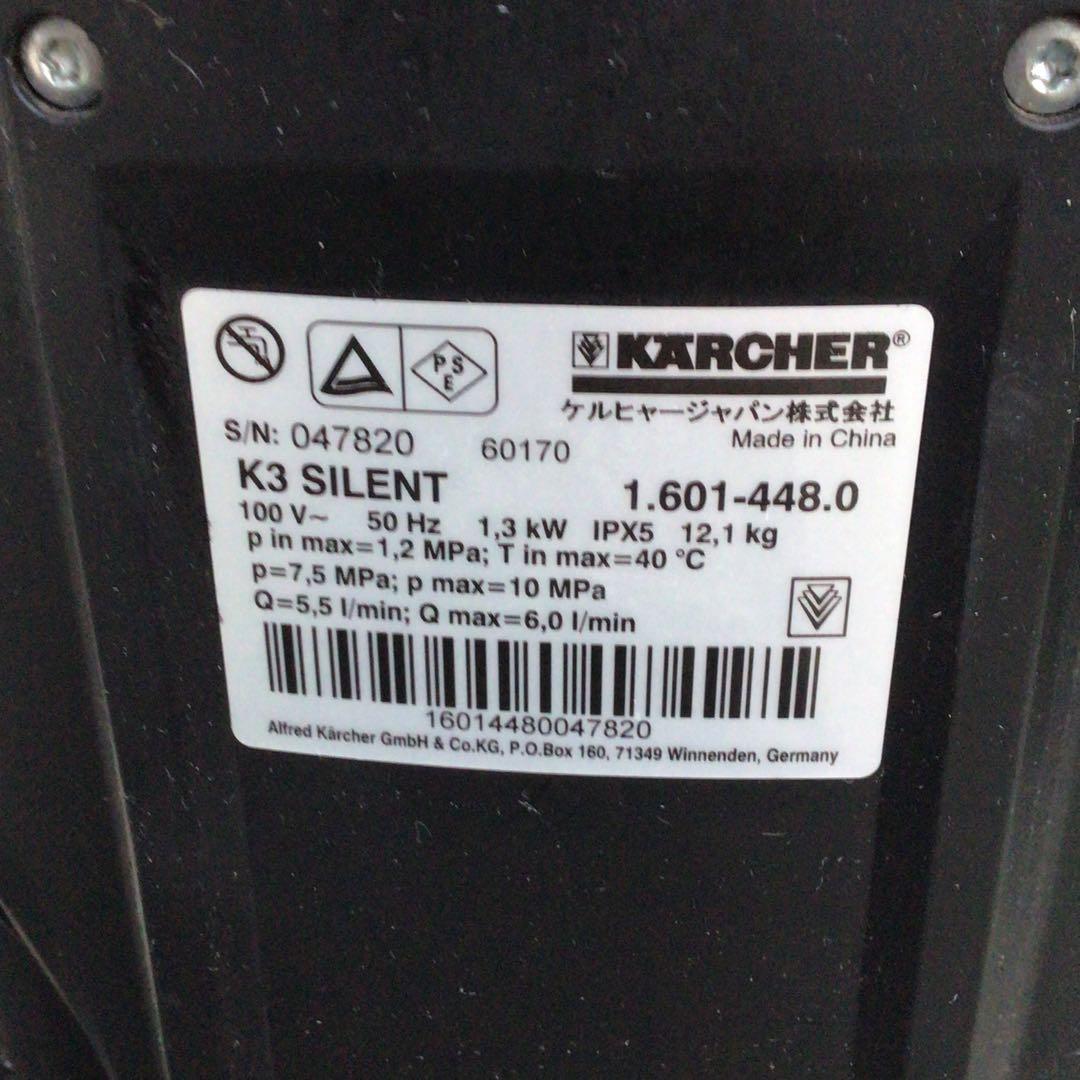 PSE
KÄRCHER®
ケルヒャージャパン株式会社
Made in China
S/N: 047820 60170
K3 SILENT 1.601-448.0
100 V~ 50 Hz 1,3 kW IPX5 12,1 kg
p in max=1,2 MPa; T in max=40 °C
p=7,5 MPa; p max=10 MPa
Q=5,5 l/min; Q max=6,0 l/min
16014480047820
Alfred Kärcher GmbH & Co.KG, P.O.Box 160, 71349 Winnenden, Germany